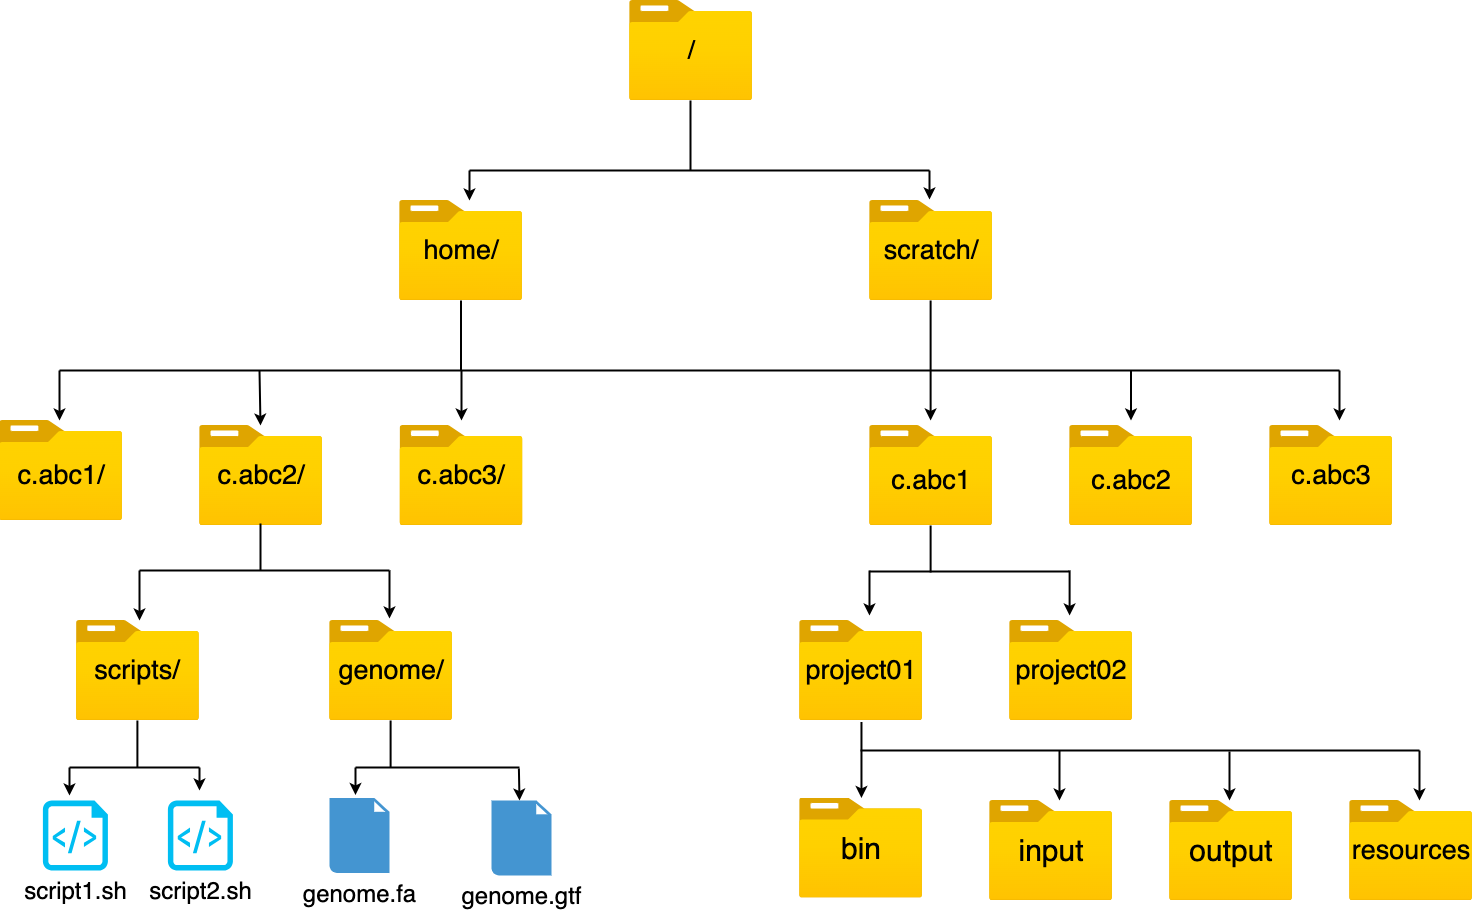 /
home/
scratch/
c.abc1/
c.abc2/
c.abc3/
c.abc1
c.abc2
c.abc3
scripts/
genome/
project01
project02
</>
</>
bin
input
output
resources
script1.sh
script2.sh
genome.fa
genome.gtf